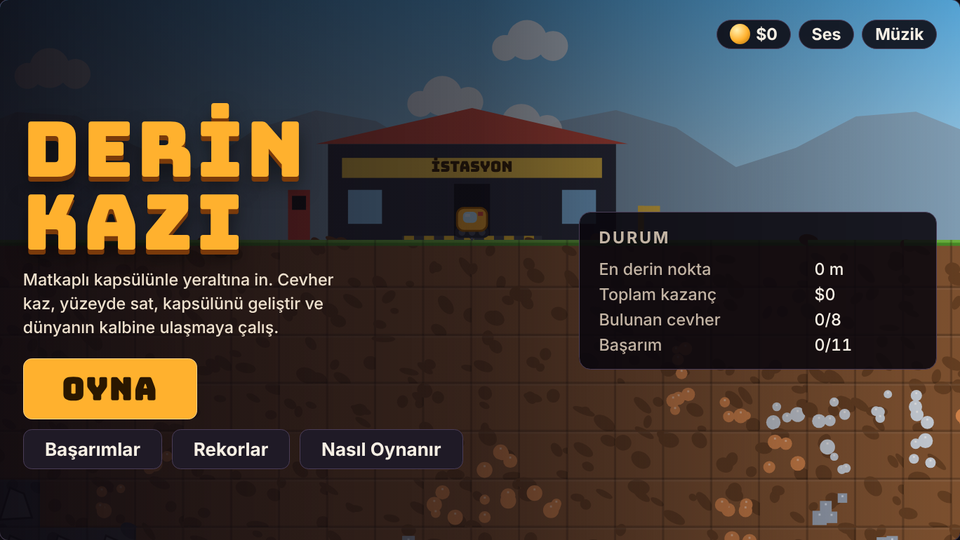 $0
Ses
Müzik
DERİN
KAZI
İSTASYON
Matkaplı kapsülünle yeraltına in. Cevher
kaz, yüzeyde sat, kapsülünü geliştir ve
dünyanın kalbine ulaşmaya çalış.
DURUM
En derin nokta 0 m
Toplam kazanç $0
Bulunan cevher 0/8
Başarım 0/11
OYNA
Başarımlar
Rekorlar
Nasıl Oynanır